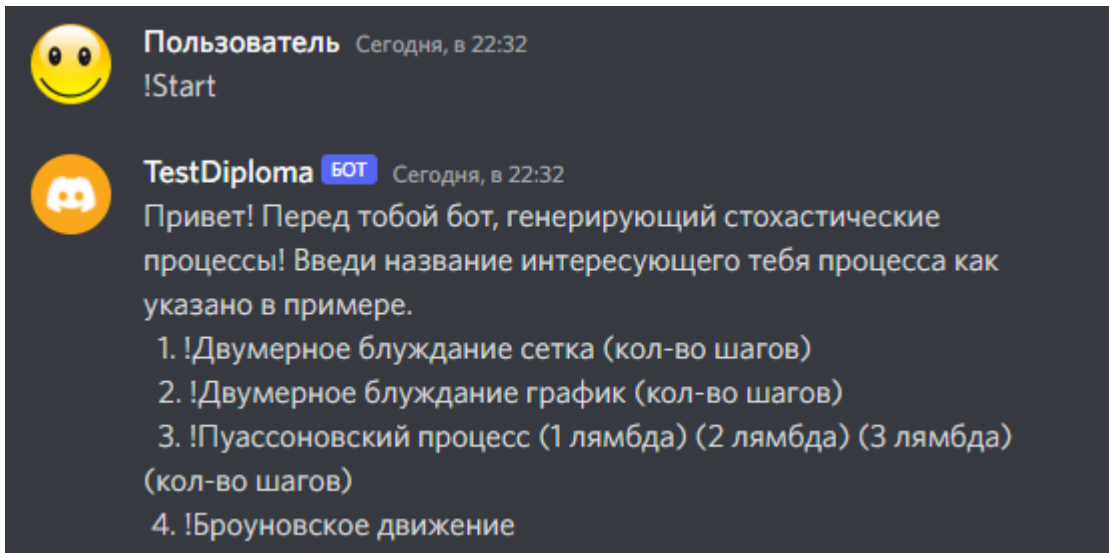 Пользователь Сегодня, в 22:32
!Start
TestDiploma БОТ Сегодня, в 22:32
Привет! Перед тобой бот, генерирующий стохастические
процессы! Введи название интересующего тебя процесса как
указано в примере.
1. !Двумерное блуждание сетка (кол-во шагов)
2. !Двумерное блуждание график (кол-во шагов)
3. !Пуассоновский процесс (1 лямбда) (2 лямбда) (3 лямбда)
(кол-во шагов)
4. !Броуновское движение